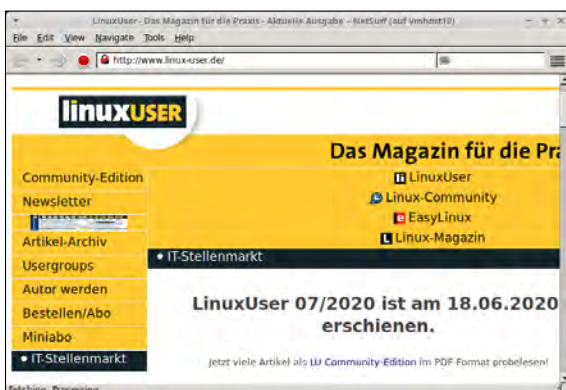 LinuxUser - Das Magazin für die Praxis - Aktuelle Ausgabe - NetSurf (auf vmhost10)
File Edit View Navigate Tools Help
http://www.linux-user.de/
linuxUSER
Das Magazin für die Pra
Community-Edition
Newsletter
Artikel-Archiv
Usergroups
Autor werden
Bestellen/Abo
Miniabo
• IT-Stellenmarkt
LinuxUser
Linux-Community
EasyLinux
Linux-Magazin
• IT-Stellenmarkt
LinuxUser 07/2020 ist am 18.06.2020
erschienen.
Jetzt viele Artikel als LU Community-Edition im PDF-Format probelesen!
Fetching, Processing